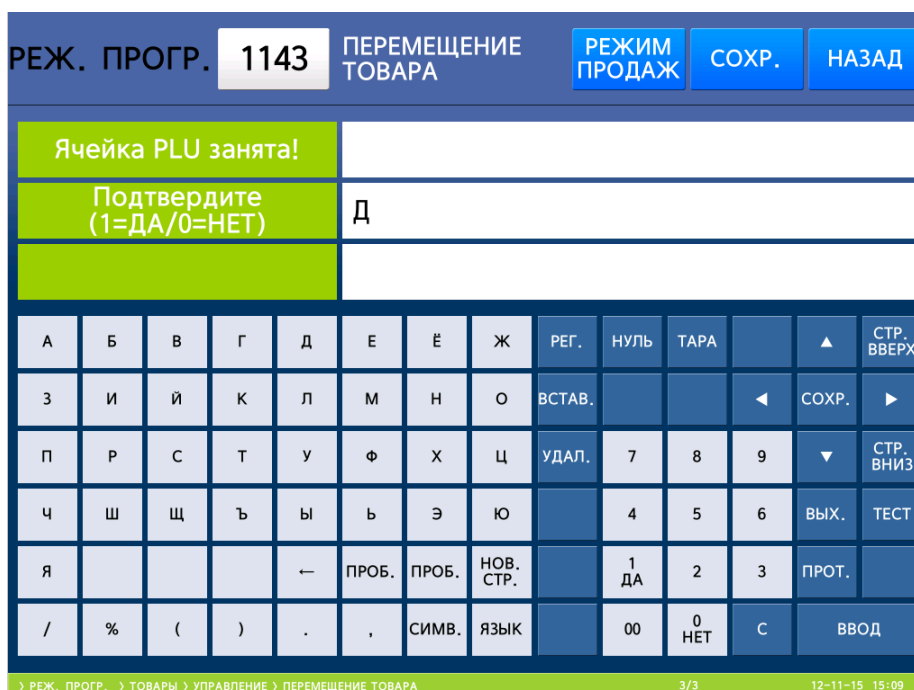 РЕЖ. ПРОГР. 1143 ПЕРЕМЕЩЕНИЕ ТОВАРА РЕЖИМ ПРОДАЖ СОХР. НАЗАД
Ячейка PLU занята!
Подтвердите
(1=ДА/0=НЕТ) Д
А Б В Г Д Е Ё Ж РЕГ. НУЛЬ ТАРА ▲ СТР. ВВЕРХ
З И Й К Л М Н О ВСТАВ. ◀ СОХР. ▶
П Р С Т У Ф Х Ц УДАЛ. 7 8 9 ▼ СТР. ВНИЗ
Ч Ш Щ Ъ Ы Ь Э Ю 4 5 6 ВЫХ. ТЕСТ
Я ← ПРОБ. ПРОБ. НОВ. СТР. 1 ДА 2 3 ПРОТ.
/ % ( ) . , СИМВ. ЯЗЫК 00 0 НЕТ C ВВОД
> РЕЖ. ПРОГР. > ТОВАРЫ > УПРАВЛЕНИЕ > ПЕРЕМЕЩЕНИЕ ТОВАРА 3/3 12-11-15 15:09